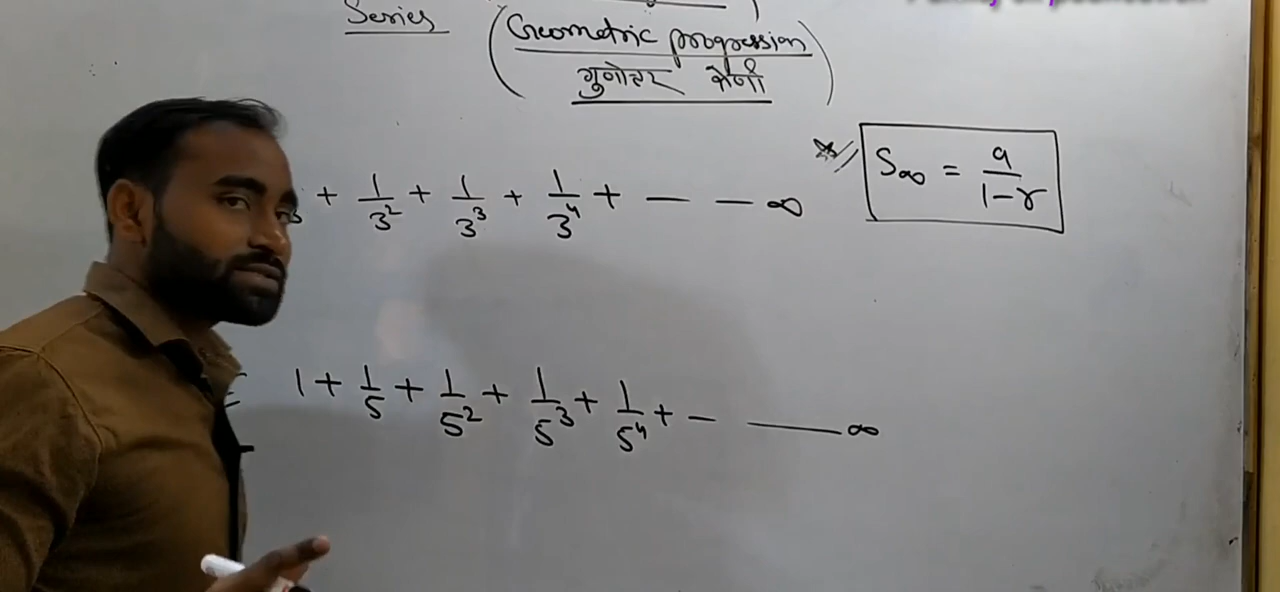 Series (Geometric progression
गुणोत्तर श्रेणी)
3 + 1/3² + 1/3³ + 1/3⁴ + — — ∞
S∞ = a/1-r
= 1 + 1/5 + 1/5² + 1/5³ + 1/5⁴ + — — ∞